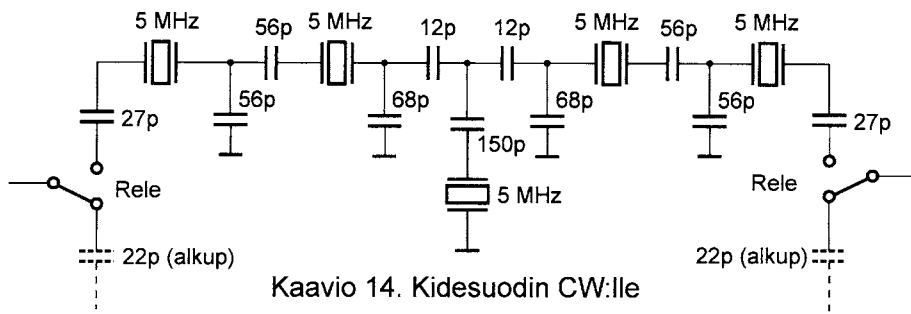 5 MHz 56p 5 MHz 12p 12p 5 MHz 56p 5 MHz
27p 56p 68p 150p 68p 56p 27p
Rele 5 MHz Rele
22p (alkup) 22p (alkup)
Kaavio 14. Kidesuodin CW:lle